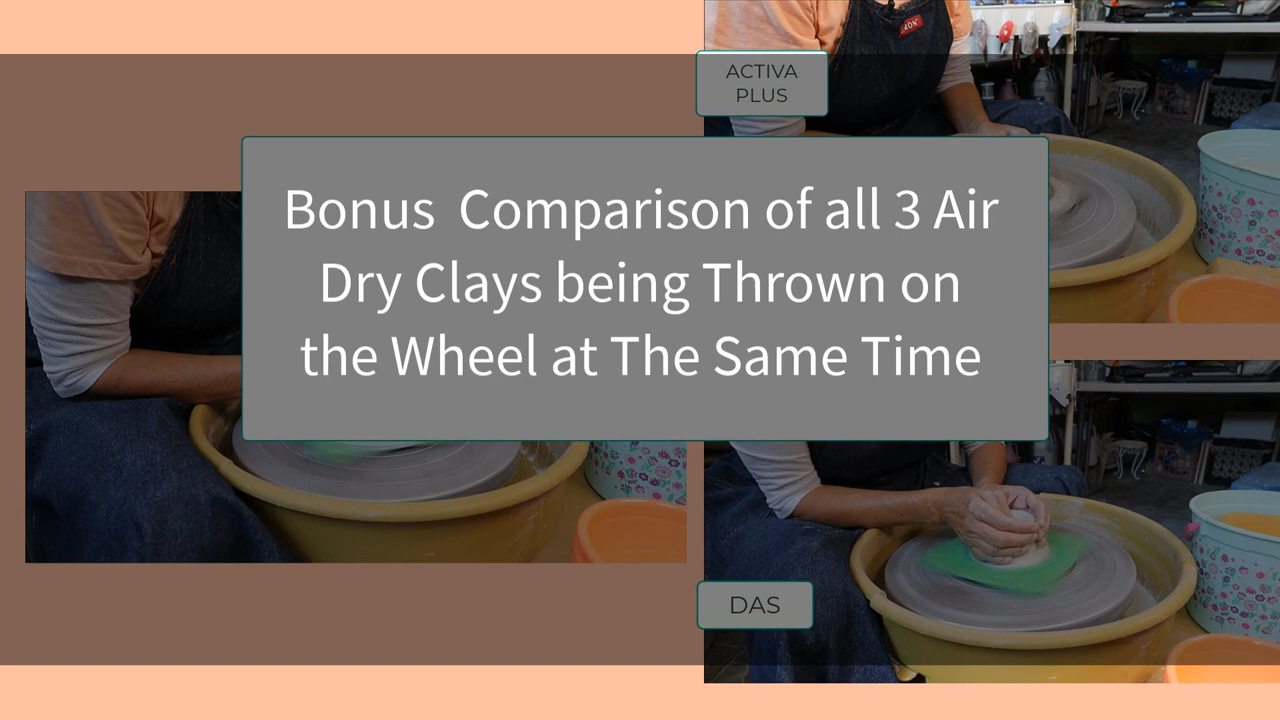 ACTIVA
PLUS
Bonus  Comparison of all 3 Air
Dry Clays being Thrown on
the Wheel at The Same Time
DAS